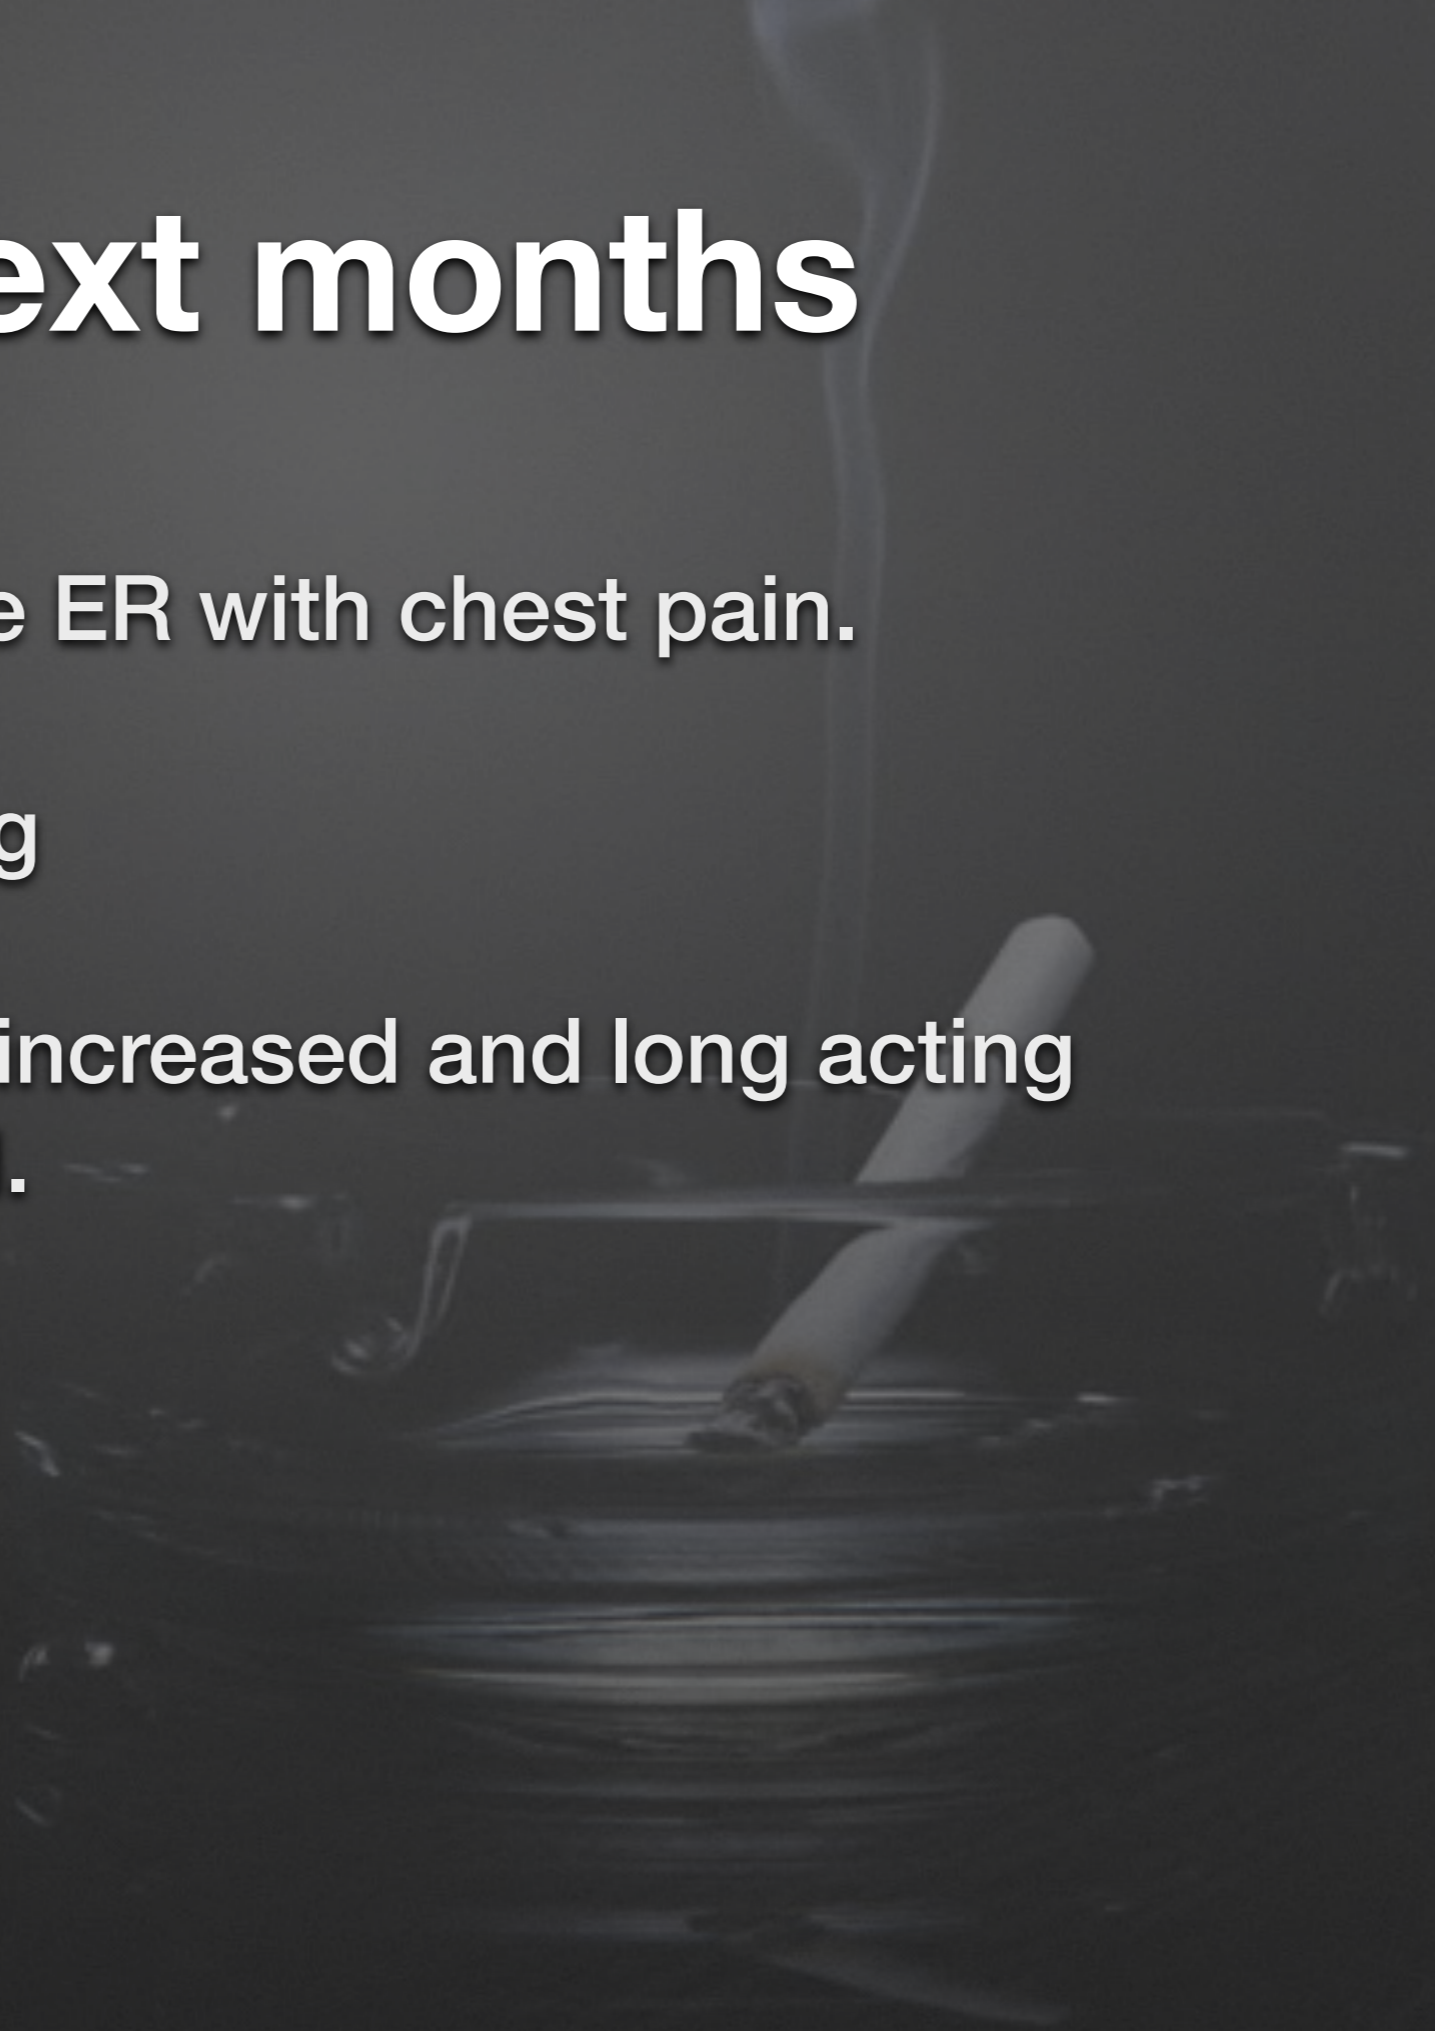 ext months
e ER with chest pain.
g
increased and long acting
.